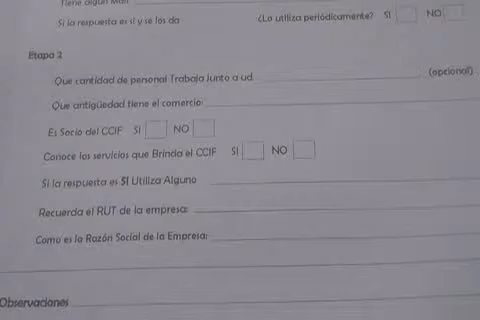 Tiene algún Mail
Si la respuesta es si y se los da ¿Lo utiliza periódicamente? SI NO
Etapa 2
Que cantidad de personal Trabaja Junto a ud. (opcional)
Que antigüedad tiene el comercio:
Es Socio del CCIF SI NO
Conoce los servicios que Brinda el CCIF SI NO
Si la respuesta es SI Utiliza Alguno
Recuerda el RUT de la empresa:
Como es la Razón Social de la Empresa:
Observaciones